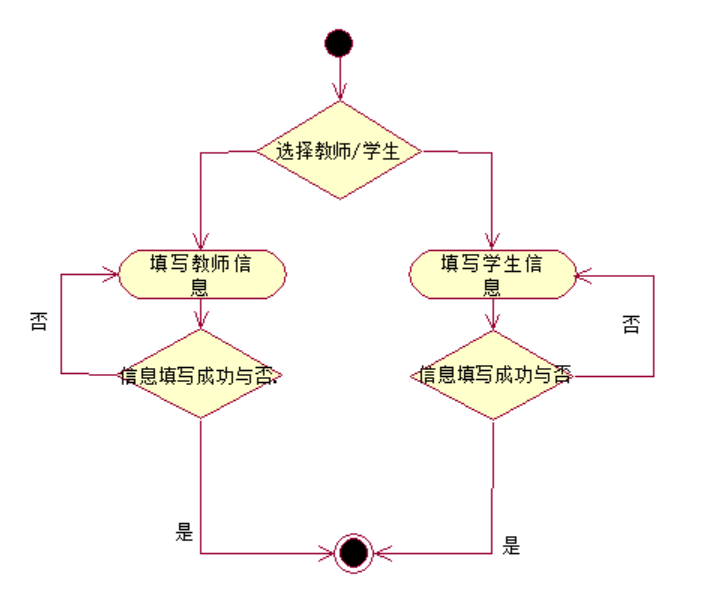 选择教师/学生
填写教师信
息
填写学生信
息
否
否
信息填写成功与否.
信息填写成功与否
是
是